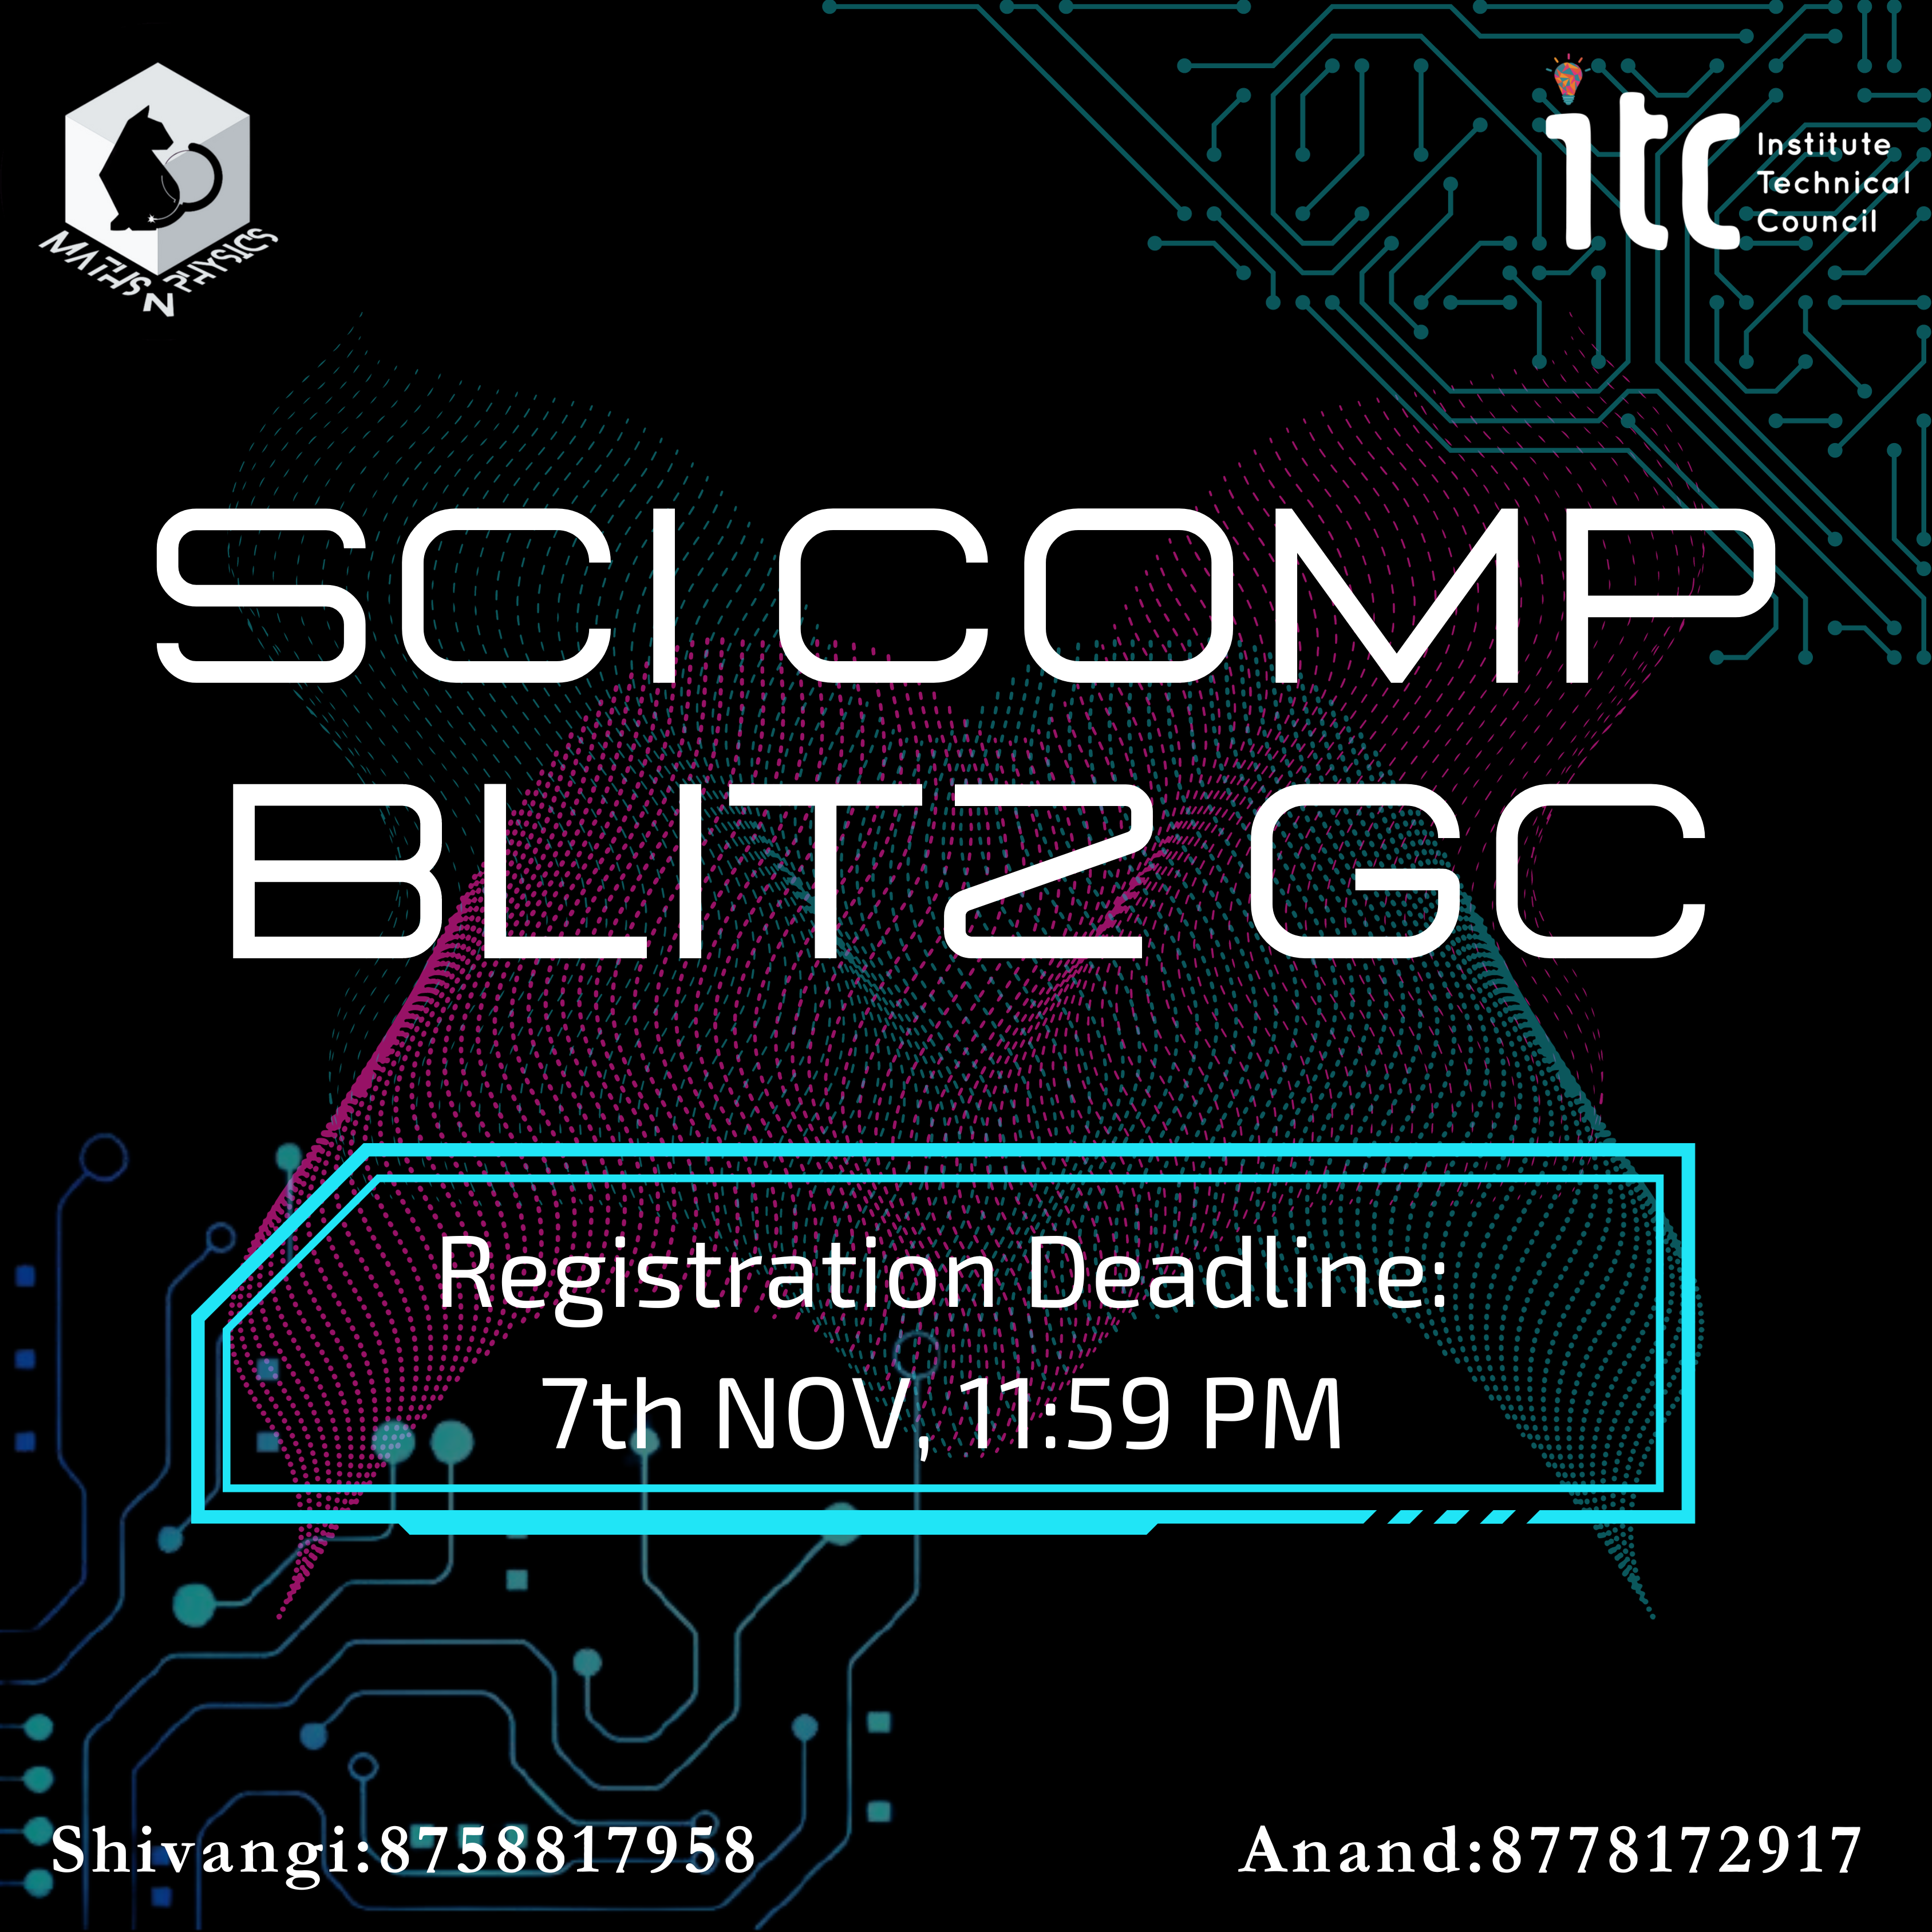 MATHS N PHYSICS
itc
Institute
Technical
Council
SCI COMP
BLITZ GC
Registration Deadline:
7th NOV, 11:59 PM
Shivangi:8758817958
Anand:8778172917